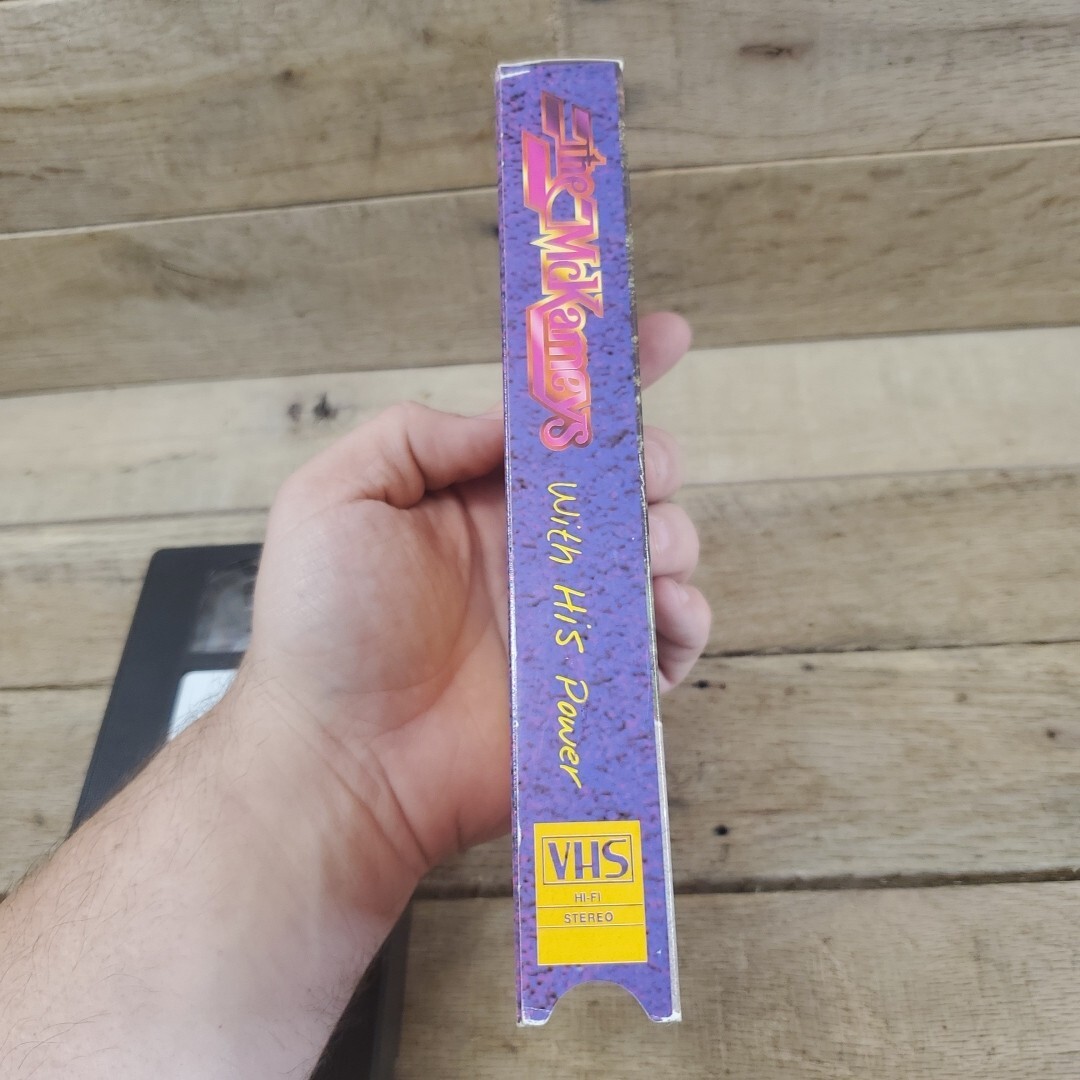 The McKameys
With His Power
VHS
HI-FI
STEREO